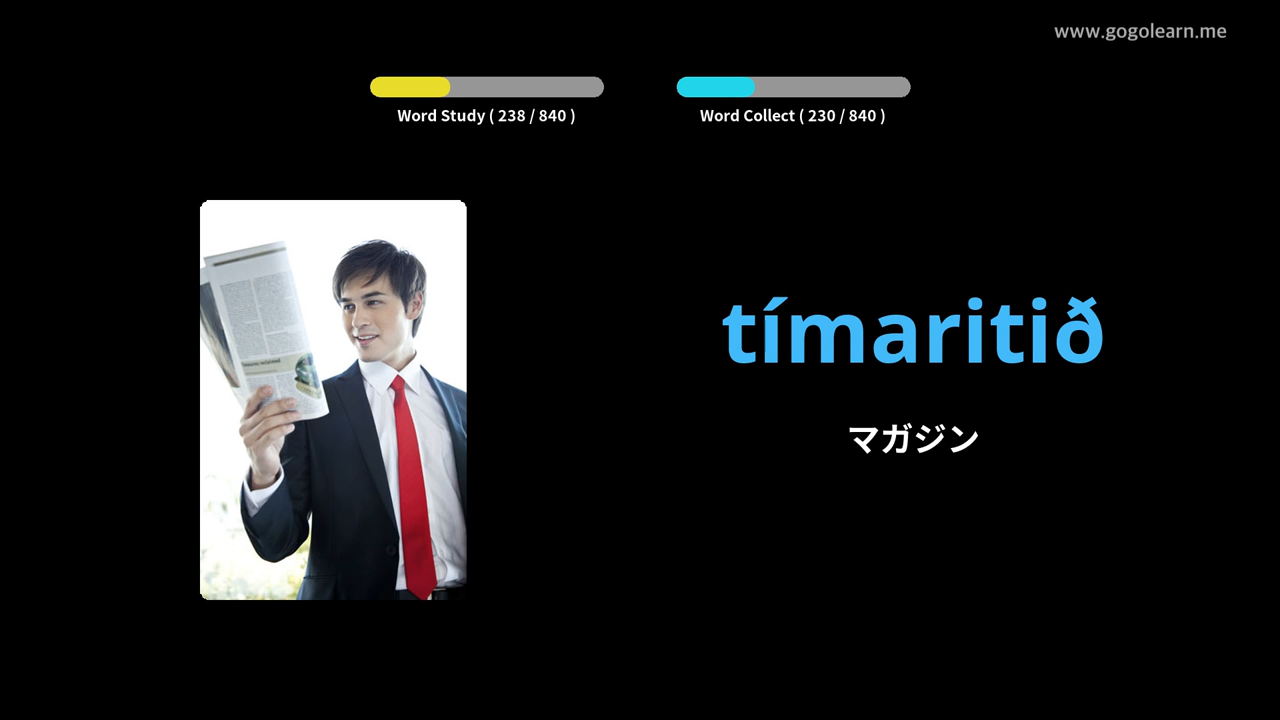 www.gogolearn.me
Word Study ( 238 / 840 )
Word Collect ( 230 / 840 )
tímaritið
マガジン